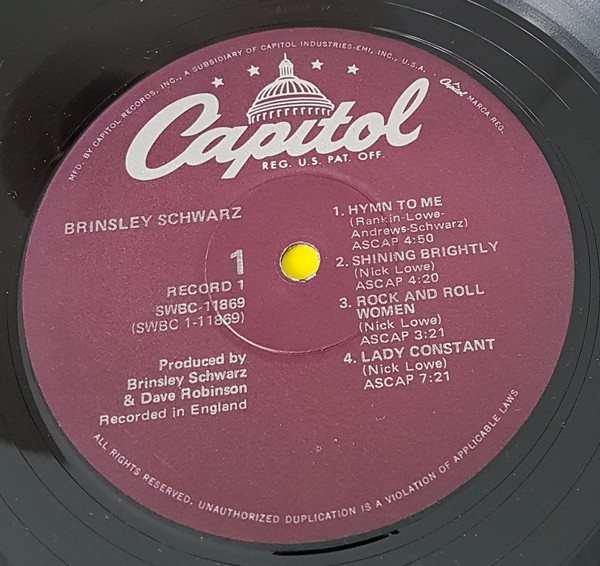 MFD. BY CAPITOL RECORDS, INC., A SUBSIDIARY OF CAPITOL INDUSTRIES-EMI, INC., U.S.A. . Capitol MARCA REG.
Capitol
REG. U.S. PAT. OFF.
BRINSLEY SCHWARZ
1
RECORD 1
SWBC-11869
(SWBC 1-11869)
Produced by
Brinsley Schwarz
& Dave Robinson
Recorded in England
1. HYMN TO ME
(Rankin-Lowe-
Andrews-Schwarz)
ASCAP 4:50
2. SHINING BRIGHTLY
(Nick Lowe)
ASCAP 4:20
3. ROCK AND ROLL
WOMEN
(Nick Lowe)
ASCAP 3:21
4. LADY CONSTANT
(Nick Lowe)
ASCAP 7:21
ALL RIGHTS RESERVED. UNAUTHORIZED DUPLICATION IS A VIOLATION OF APPLICABLE LAWS